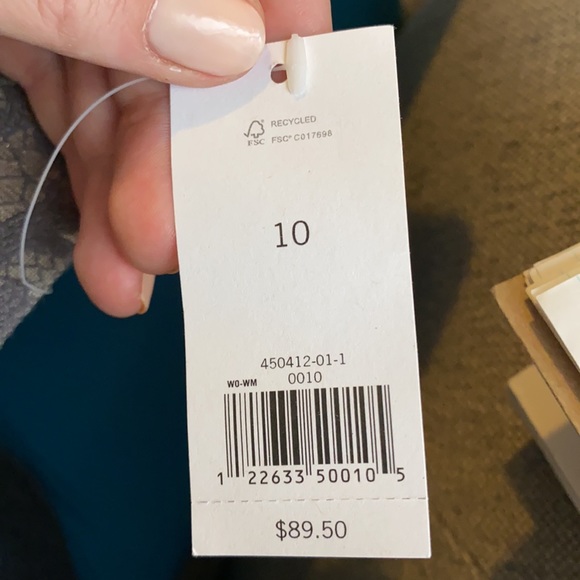 RECYCLED
FSC
FSC® C017698
10
450412-01-1
W0-WM 0010
1 22633 50010 5
$89.50